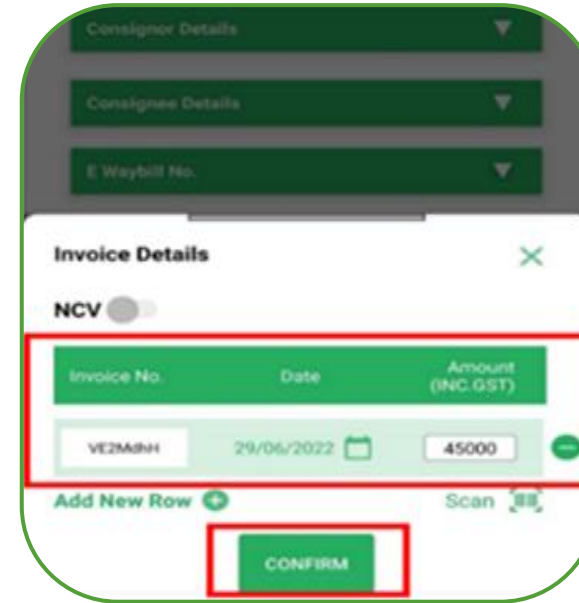 Consignor Details
Consignee Details
E Waybill No.
Invoice Details
NCV
Invoice No. Date Amount (INC.GST)
VE2MdhH 29/06/2022 45000
Add New Row Scan
CONFIRM